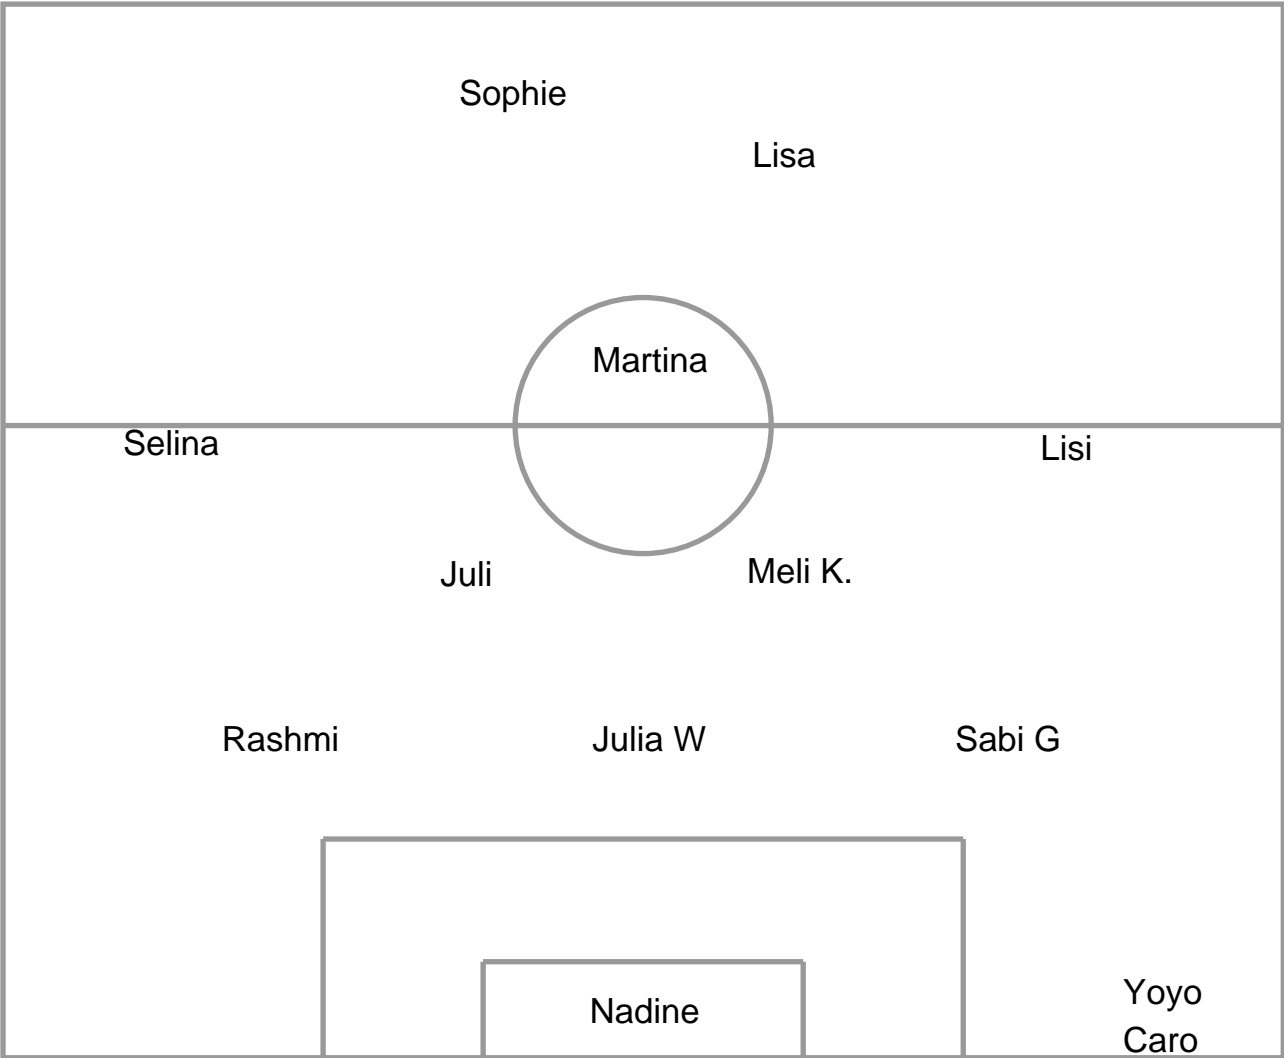 Sophie
Lisa
Martina
Selina
Lisi
Juli
Meli K.
Rashmi
Julia W
Sabi G
Yoyo
Nadine
Caro